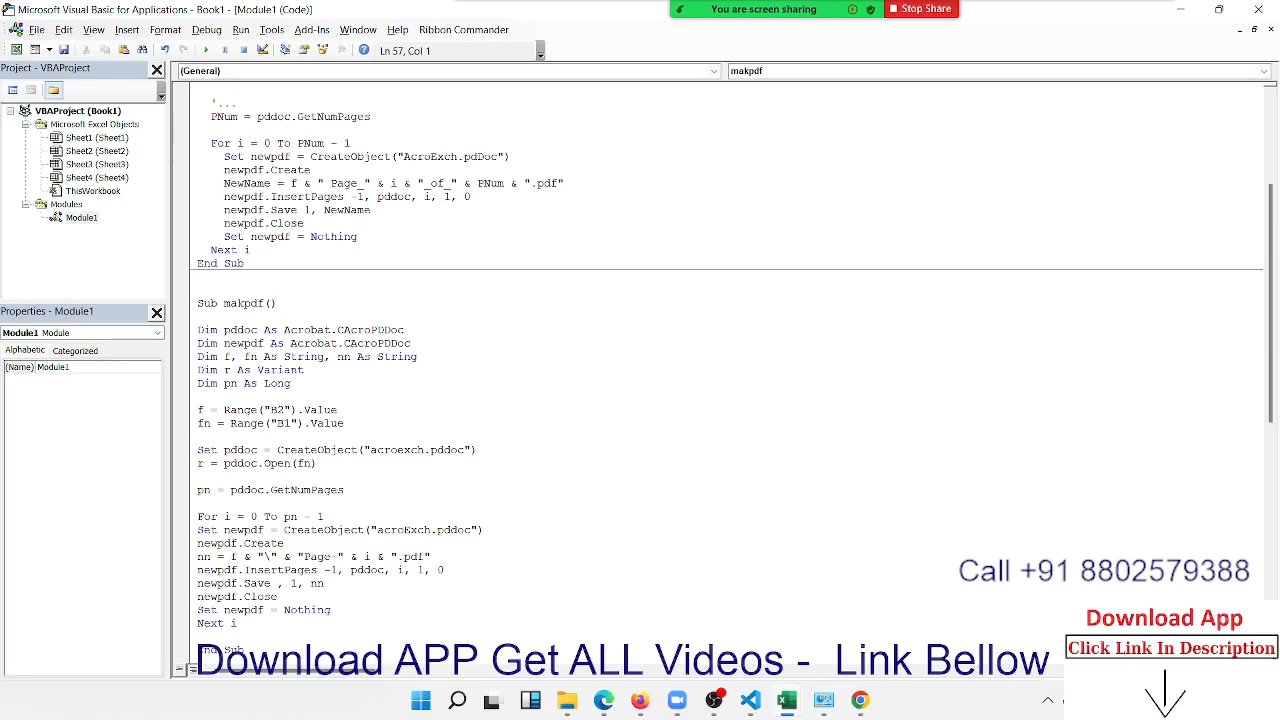 Microsoft Visual Basic for Applications - Book1 - [Module1 (Code)]
You are screen sharing
Stop Share
File Edit View Insert Format Debug Run Tools Add-Ins Window Help Ribbon Commander
Ln 57, Col 1
Project - VBAProject
(General)
makpdf
VBAProject (Book1)
Microsoft Excel Objects
Sheet1 (Sheet1)
Sheet2 (Sheet2)
Sheet3 (Sheet3)
Sheet4 (Sheet4)
ThisWorkbook
Modules
Module1
Properties - Module1
Module1 Module
Alphabetic Categorized
(Name) Module1
'...
PNum = pddoc.GetNumPages
For i = 0 To PNum - 1
Set newpdf = CreateObject("AcroExch.pdDoc")
newpdf.Create
NewName = f & " Page_" & i & "_of_" & PNum & ".pdf"
newpdf.InsertPages -1, pddoc, i, 1, 0
newpdf.Save 1, NewName
newpdf.Close
Set newpdf = Nothing
Next i
End Sub
Sub makpdf()
Dim pddoc As Acrobat.CAcroPDDoc
Dim newpdf As Acrobat.CAcroPDDoc
Dim f, fn As String, nn As String
Dim r As Variant
Dim pn As Long
f = Range("B2").Value
fn = Range("B1").Value
Set pddoc = CreateObject("acroexch.pddoc")
r = pddoc.Open(fn)
pn = pddoc.GetNumPages
For i = 0 To pn - 1
Set newpdf = CreateObject("acroExch.pddoc")
newpdf.Create
nn = f & "\" & "Page-" & i & ".pdf"
newpdf.InsertPages -1, pddoc, i, 1, 0
newpdf.Save , 1, nn
newpdf.Close
Set newpdf = Nothing
Next i
End Sub
Call +91 8802579388
Download App
Click Link In Description
Download APP Get ALL Videos - Link Bellow